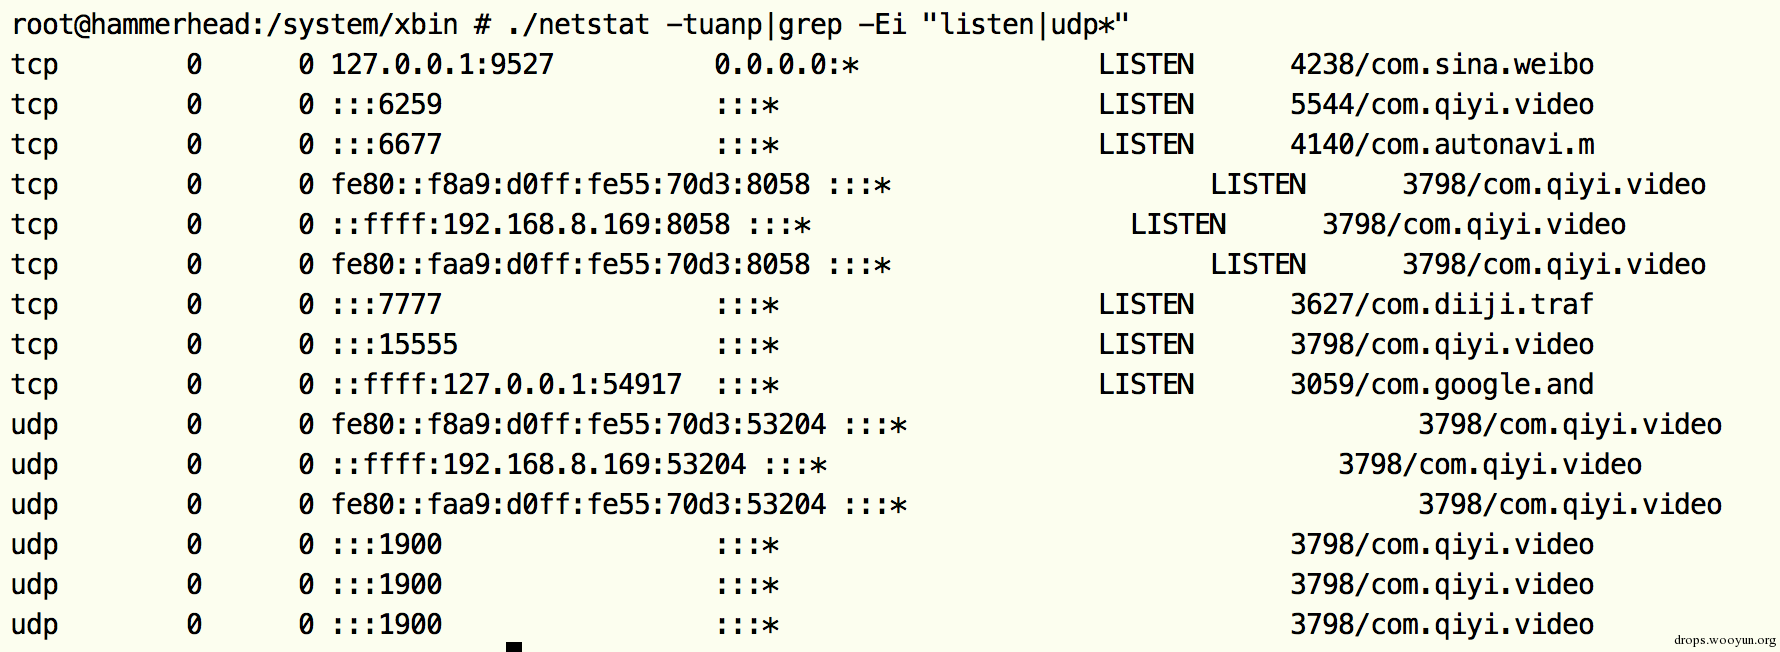 root@hammerhead:/system/xbin # ./netstat -tuanp|grep -Ei "listen|udp*"
tcp 0 0 127.0.0.1:9527 0.0.0.0:* LISTEN 4238/com.sina.weibo
tcp 0 0 :::6259 :::* LISTEN 5544/com.qiyi.video
tcp 0 0 :::6677 :::* LISTEN 4140/com.autonavi.m
tcp 0 0 fe80::f8a9:d0ff:fe55:70d3:8058 :::* LISTEN 3798/com.qiyi.video
tcp 0 0 ::ffff:192.168.8.169:8058 :::* LISTEN 3798/com.qiyi.video
tcp 0 0 fe80::faa9:d0ff:fe55:70d3:8058 :::* LISTEN 3798/com.qiyi.video
tcp 0 0 :::7777 :::* LISTEN 3627/com.diiji.traf
tcp 0 0 :::15555 :::* LISTEN 3798/com.qiyi.video
tcp 0 0 ::ffff:127.0.0.1:54917 :::* LISTEN 3059/com.google.and
udp 0 0 fe80::f8a9:d0ff:fe55:70d3:53204 :::* 3798/com.qiyi.video
udp 0 0 ::ffff:192.168.8.169:53204 :::* 3798/com.qiyi.video
udp 0 0 fe80::faa9:d0ff:fe55:70d3:53204 :::* 3798/com.qiyi.video
udp 0 0 :::1900 :::* 3798/com.qiyi.video
udp 0 0 :::1900 :::* 3798/com.qiyi.video
udp 0 0 :::1900 :::* 3798/com.qiyi.video
drops.wooyun.org